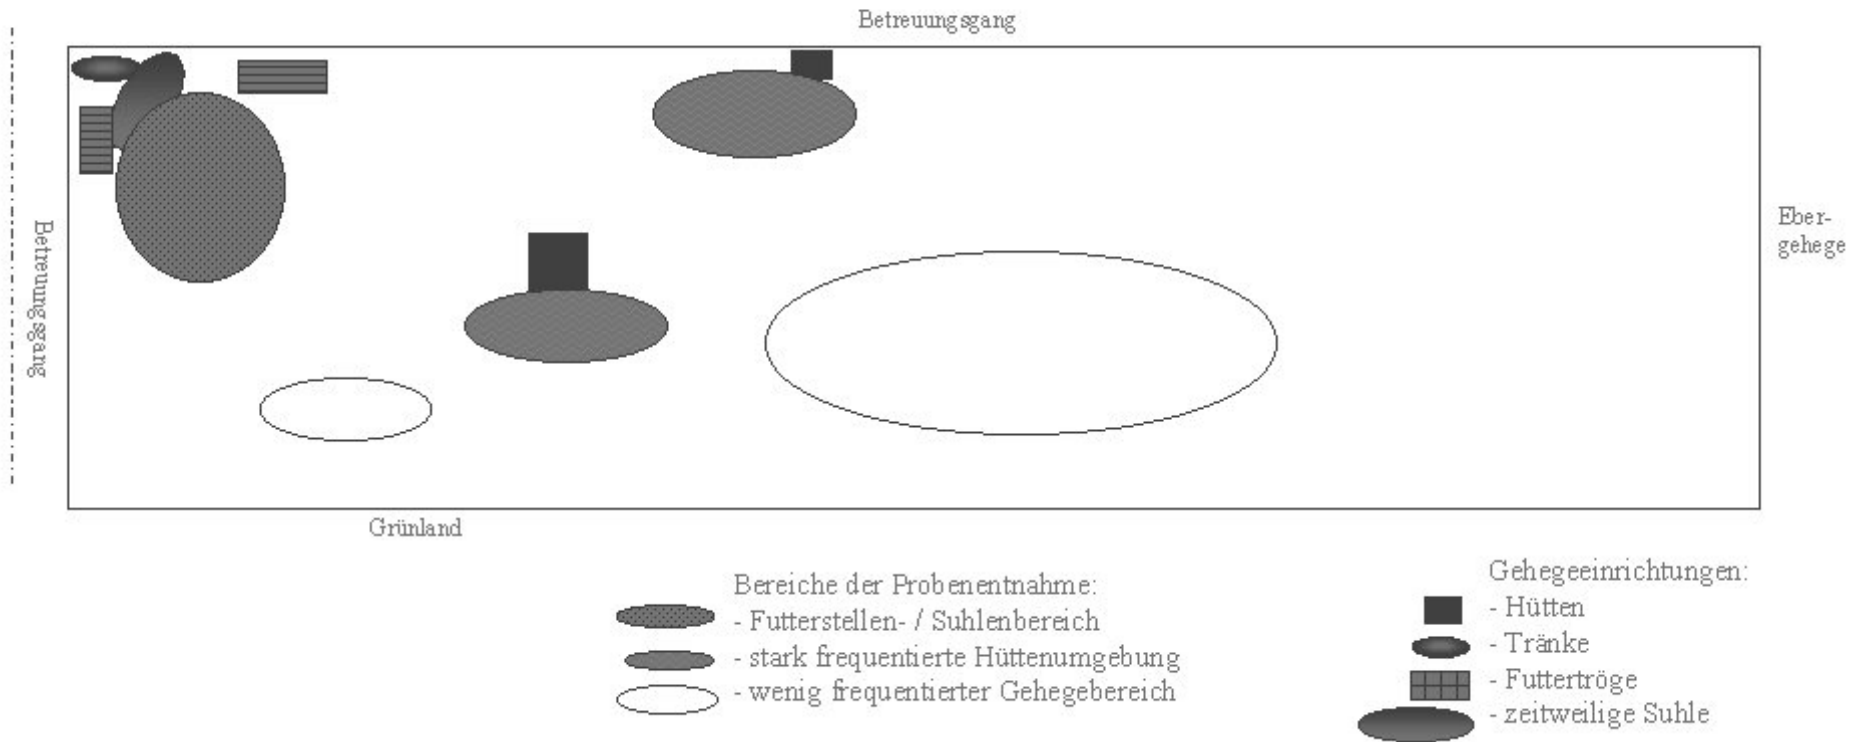 Betreuungsgang
Betreuungsgang
Eber-
gehege
Grünland
Bereiche der Probenentnahme:
- Futterstellen- / Suhlenbereich
- stark frequentierte Hüttenumgebung
- wenig frequentierter Gehegebereich
Gehegeeinrichtungen:
- Hütten
- Tränke
- Futtertröge
- zeitweilige Suhle